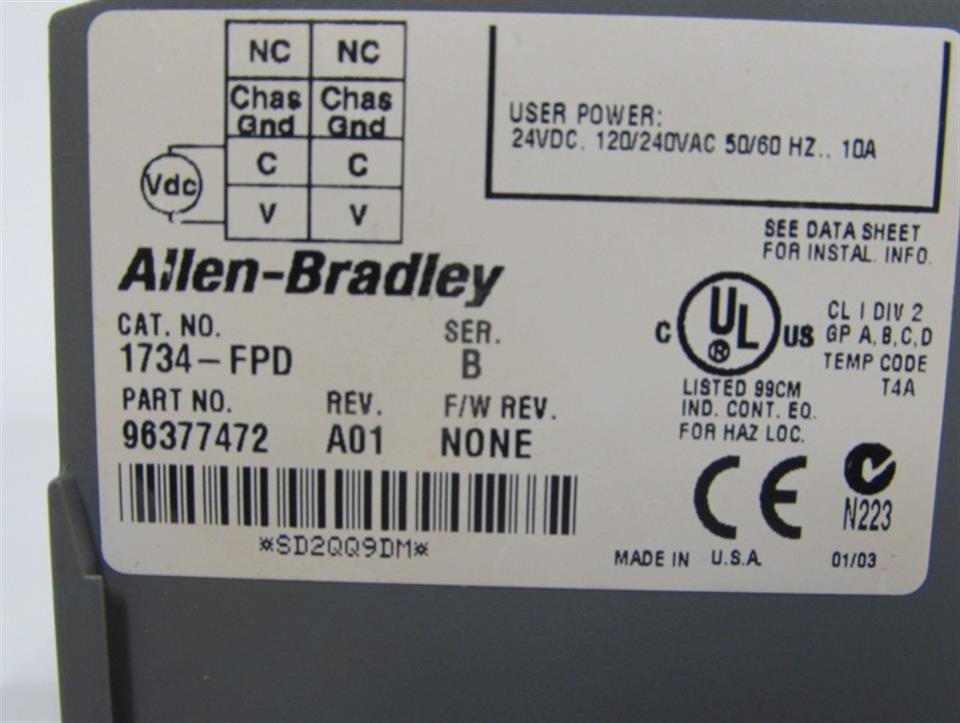 NC NC
Chas Chas
Gnd Gnd
C C
V V
Vdc
USER POWER:
24VDC, 120/240VAC 50/60 HZ., 10A
SEE DATA SHEET
FOR INSTAL. INFO.
Allen-Bradley
CAT. NO. SER.
1734-FPD B
PART NO. REV. F/W REV.
96377472 A01 NONE
*SD2QQ9DM*
C UL ® US
LISTED 99CM
IND. CONT. EQ.
FOR HAZ LOC.
CL I DIV 2
GP A, B, C, D
TEMP CODE
T4A
CE
N223
MADE IN U.S.A. 01/03